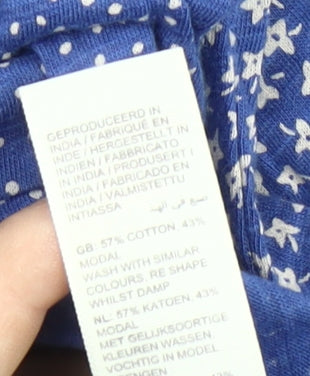 GEPRODUCEERD IN
INDIA / FABRIQUÉ EN
INDE / HERGESTELLT IN
INDIEN / FABBRICATO
IN INDIA / PRODUSERT I
INDIA / FABRICADO EN
INDIA / VALMISTETTU
INTIASSA
صنع في الهند
GB: 57% COTTON, 43%
MODAL
WASH WITH SIMILAR
COLOURS, RE SHAPE
WHILST DAMP
NL: 57% KATOEN, 43%
MODAL
MET GELIJKSOORTIGE
KLEUREN WASSEN
VOCHTIG IN MODEL